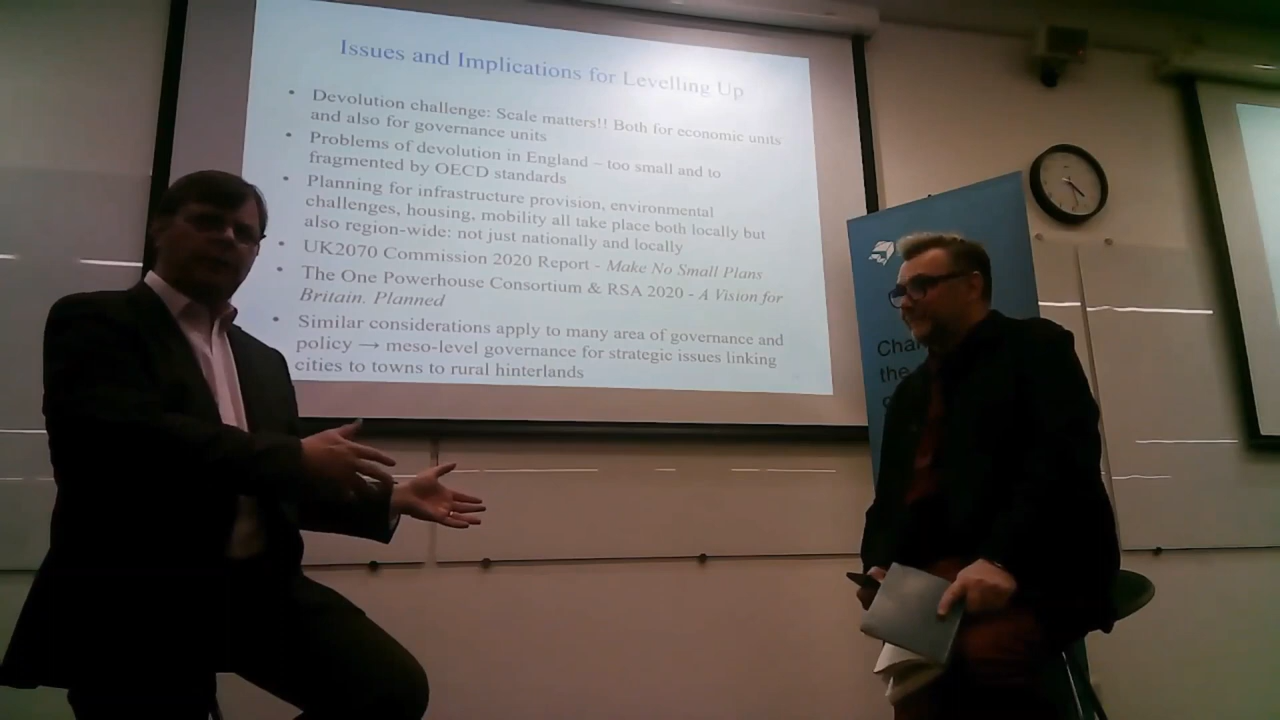 Issues and Implications for Levelling Up
• Devolution challenge: Scale matters!! Both for economic units
and also for governance units
• Problems of devolution in England – too small and to
fragmented by OECD standards
• Planning for infrastructure provision, environmental
challenges, housing, mobility all take place both locally but
also region-wide: not just nationally and locally
• UK2070 Commission 2020 Report - Make No Small Plans
• The One Powerhouse Consortium & RSA 2020 - A Vision for
Britain. Planned
• Similar considerations apply to many area of governance and
policy → meso-level governance for strategic issues linking
cities to towns to rural hinterlands
the